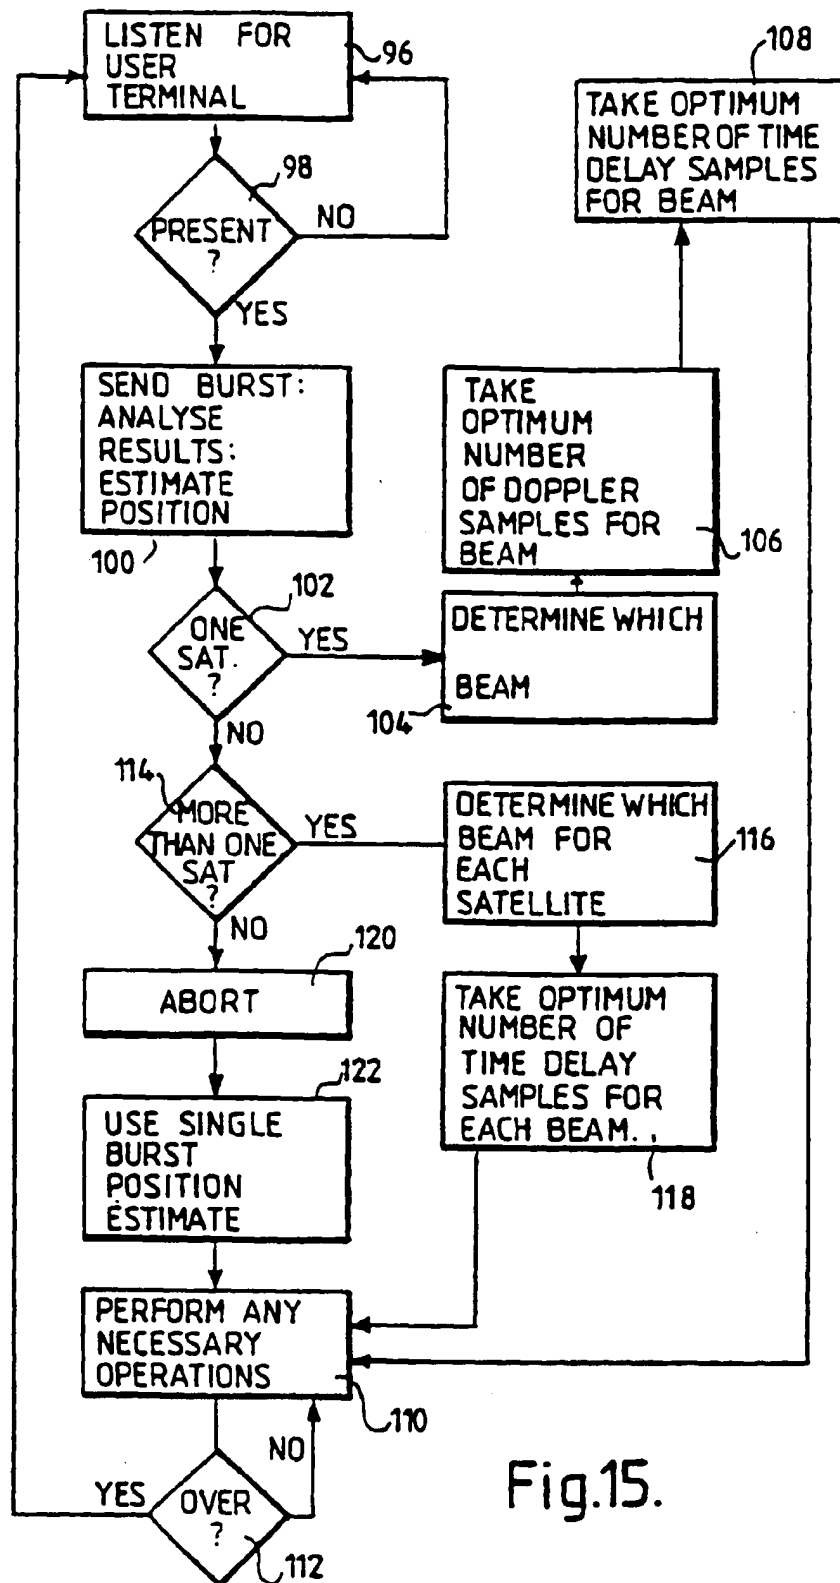 LISTEN FOR
USER
TERMINAL
96
PRESENT
?
98
NO
YES
SEND BURST:
ANALYSE
RESULTS:
ESTIMATE
POSITION
100
ONE
SAT.
?
102
YES
NO
DETERMINE WHICH
BEAM
104
TAKE
OPTIMUM
NUMBER
OF DOPPLER
SAMPLES FOR
BEAM
106
TAKE OPTIMUM
NUMBER OF TIME
DELAY SAMPLES
FOR BEAM
108
114
MORE
THAN ONE
SAT
?
YES
NO
DETERMINE WHICH
BEAM FOR
EACH
SATELLITE
116
TAKE OPTIMUM
NUMBER OF
TIME DELAY
SAMPLES FOR
EACH BEAM.
118
ABORT
120
USE SINGLE
BURST
POSITION
ESTIMATE
122
PERFORM ANY
NECESSARY
OPERATIONS
110
OVER
?
112
NO
YES
Fig.15.